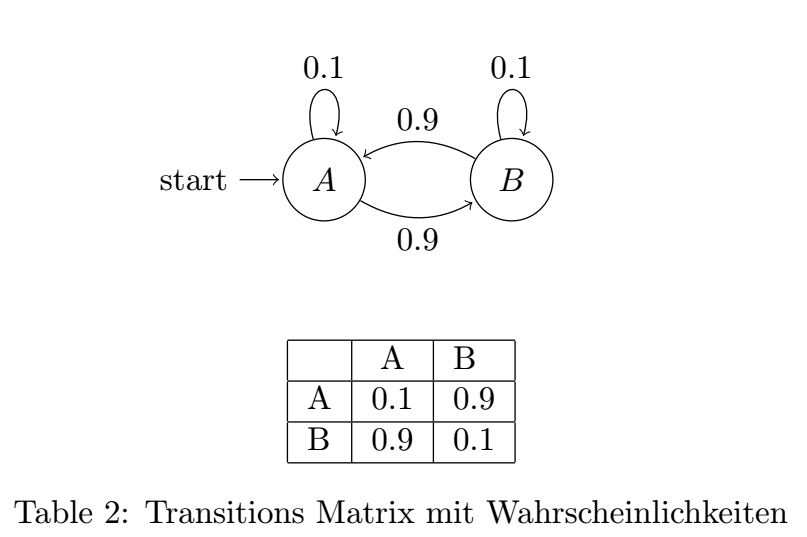 0.1 0.1
0.9
start A B
0.9
A B
A 0.1 0.9
B 0.9 0.1
Table 2: Transitions Matrix mit Wahrscheinlichkeiten